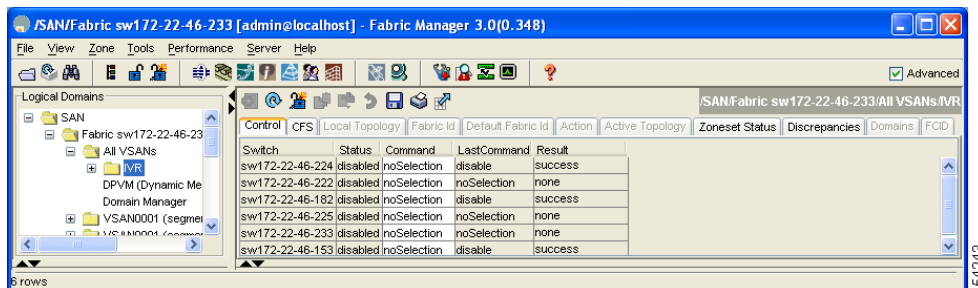 /SAN/Fabric sw172-22-46-233 [admin@localhost] - Fabric Manager 3.0(0.348)
File View Zone Tools Performance Server Help
Advanced
Logical Domains
/SAN/Fabric sw172-22-46-233/All VSANs/IVR
SAN
Fabric sw172-22-46-23
All VSANs
IVR
DPVM (Dynamic Me
Domain Manager
VSAN0001 (segmen
Control CFS Local Topology Fabric Id Default Fabric Id Action Active Topology Zoneset Status Discrepancies Domains FCID
Switch Status Command LastCommand Result
sw172-22-46-224 disabled noSelection disable success
sw172-22-46-222 disabled noSelection noSelection none
sw172-22-46-182 disabled noSelection disable success
sw172-22-46-225 disabled noSelection noSelection none
sw172-22-46-233 disabled noSelection noSelection none
sw172-22-46-153 disabled noSelection disable success
6 rows